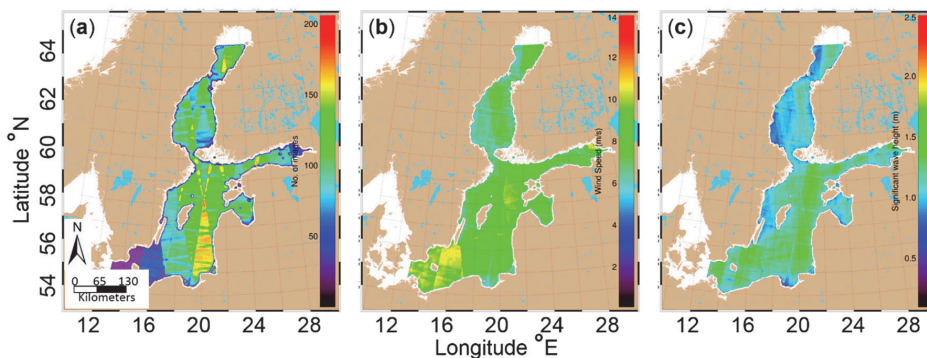 (a)
(b)
(c)
Latitude °N
64
62
60
58
56
54
N
0 65 130
Kilometers
200
150
100
50
No. of images
14
12
10
8
6
4
2
Wind Speed (m/s)
2.5
2.0
1.5
1.0
0.5
Significant wave height (m)
12 16 20 24 28
12 16 20 24 28
12 16 20 24 28
Longitude °E